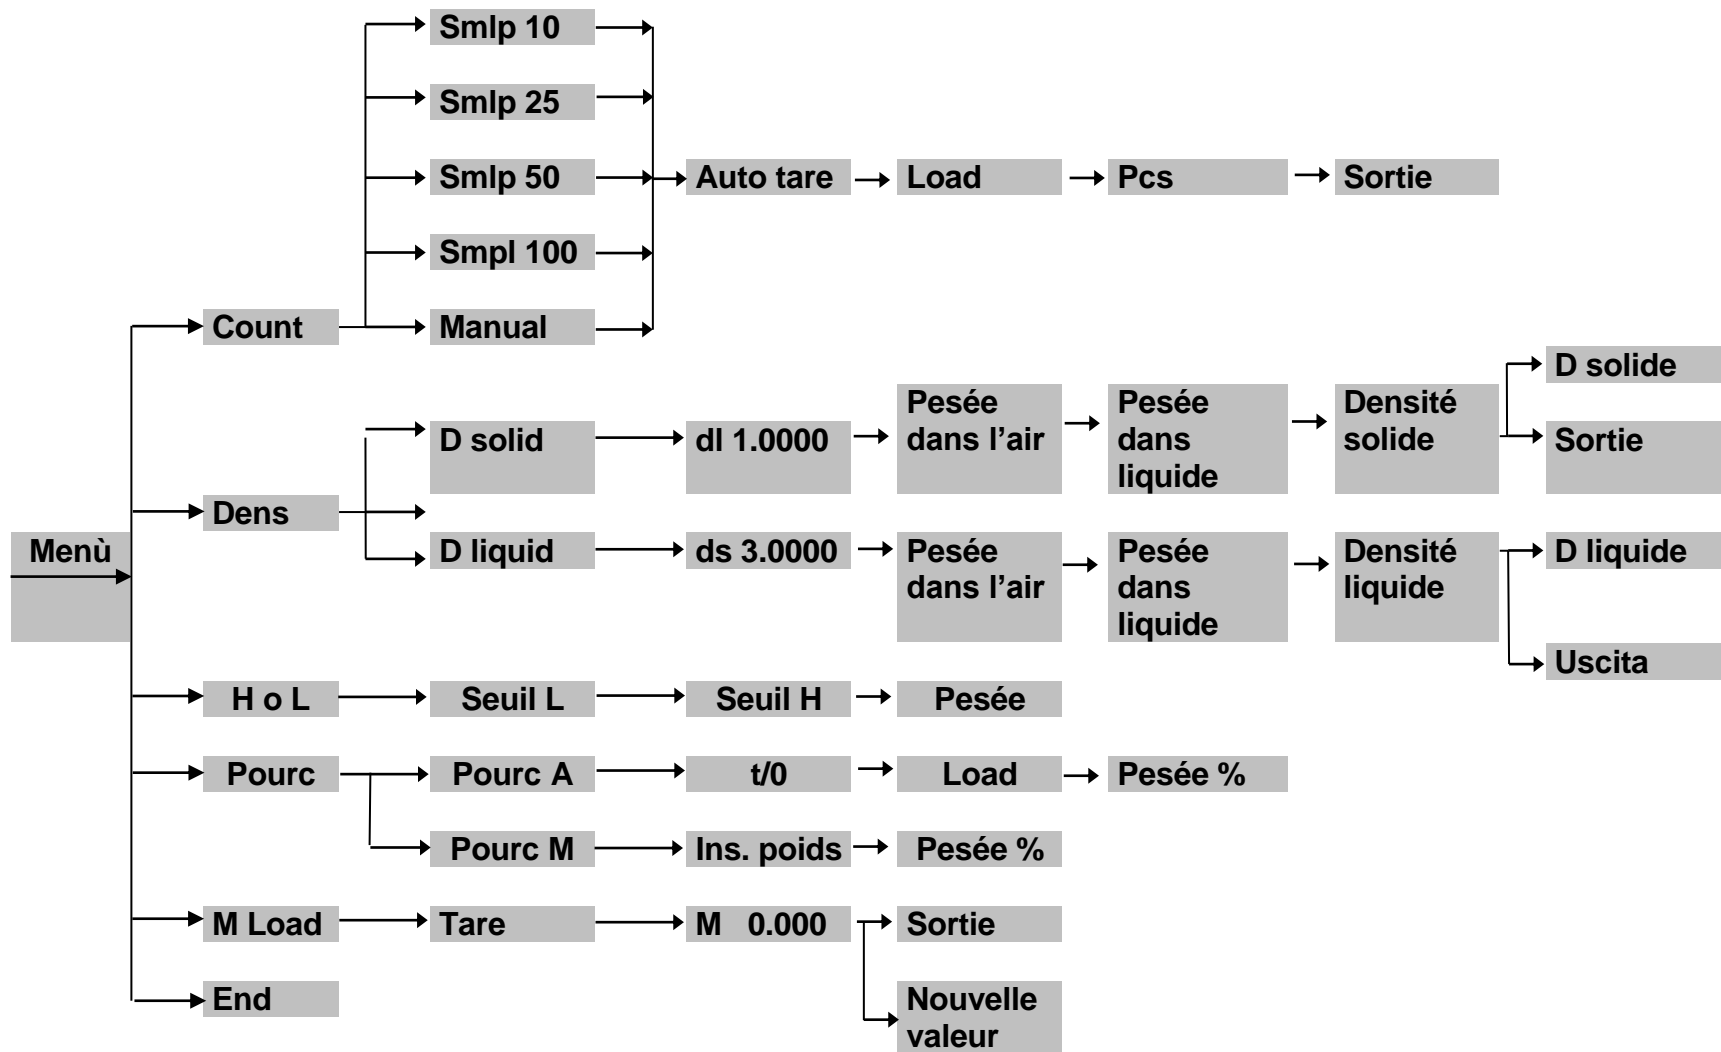 Smlp 10
Smlp 25
Smlp 50
Auto tare
Load
Pcs
Sortie
Smpl 100
Count
Manual
D solide
D solid
dl 1.0000
Pesée
dans l’air
Pesée
dans
liquide
Densité
solide
Sortie
Dens
Menù
D liquid
ds 3.0000
Pesée
dans l’air
Pesée
dans
liquide
Densité
liquide
D liquide
Uscita
H o L
Seuil L
Seuil H
Pesée
Pourc
Pourc A
t/0
Load
Pesée %
Pourc M
Ins. poids
Pesée %
M Load
Tare
M 0.000
Sortie
End
Nouvelle
valeur